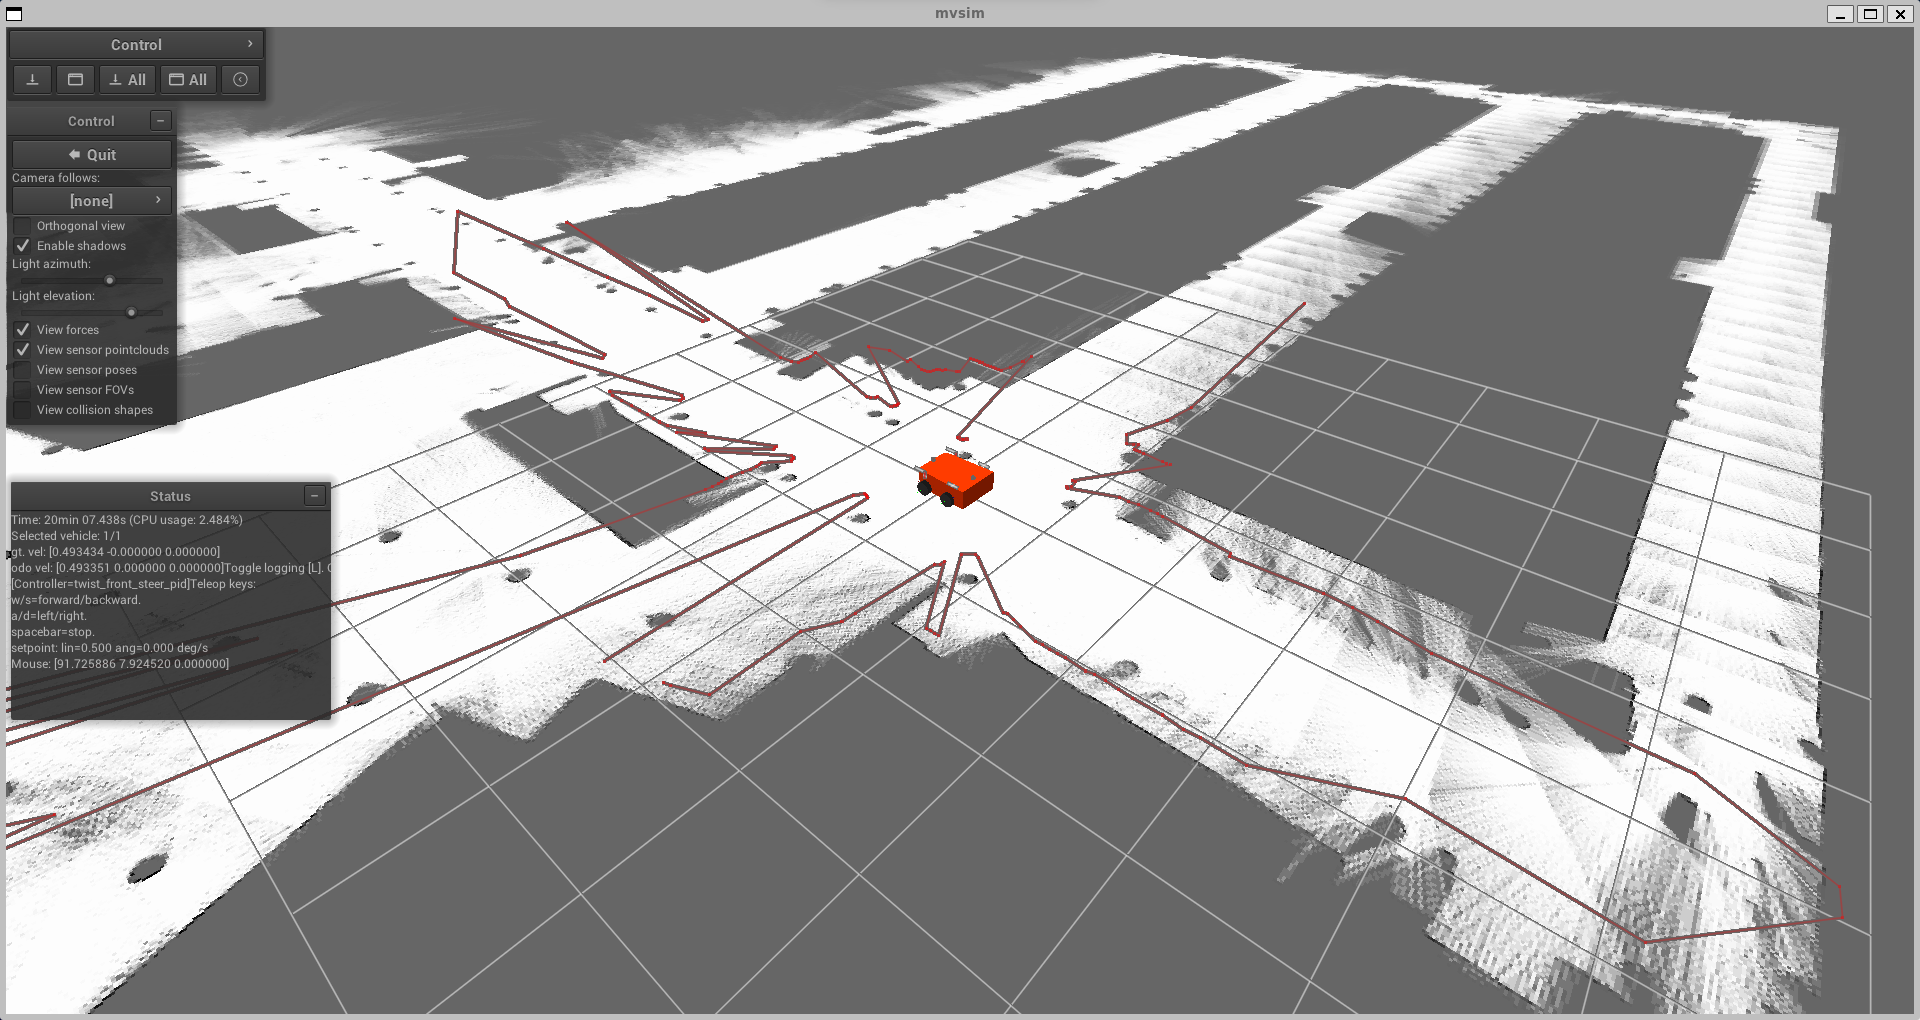 mvsim
Control
All
All
Control
Quit
Camera follows:
[none]
Orthogonal view
Enable shadows
Light azimuth:
Light elevation:
View forces
View sensor pointclouds
View sensor poses
View sensor FOVs
View collision shapes
Status
Time: 20min 07.438s (CPU usage: 2.484%)
Selected vehicle: 1/1
gt. vel: [0.493434 -0.000000 0.000000]
odo vel: [0.493351 0.000000 0.000000]Toggle logging [L].
[Controller=twist_front_steer_pid]Teleop keys:
w/s=forward/backward.
a/d=left/right.
spacebar=stop.
setpoint: lin=0.500 ang=0.000 deg/s
Mouse: [91.725886 7.924520 0.000000]